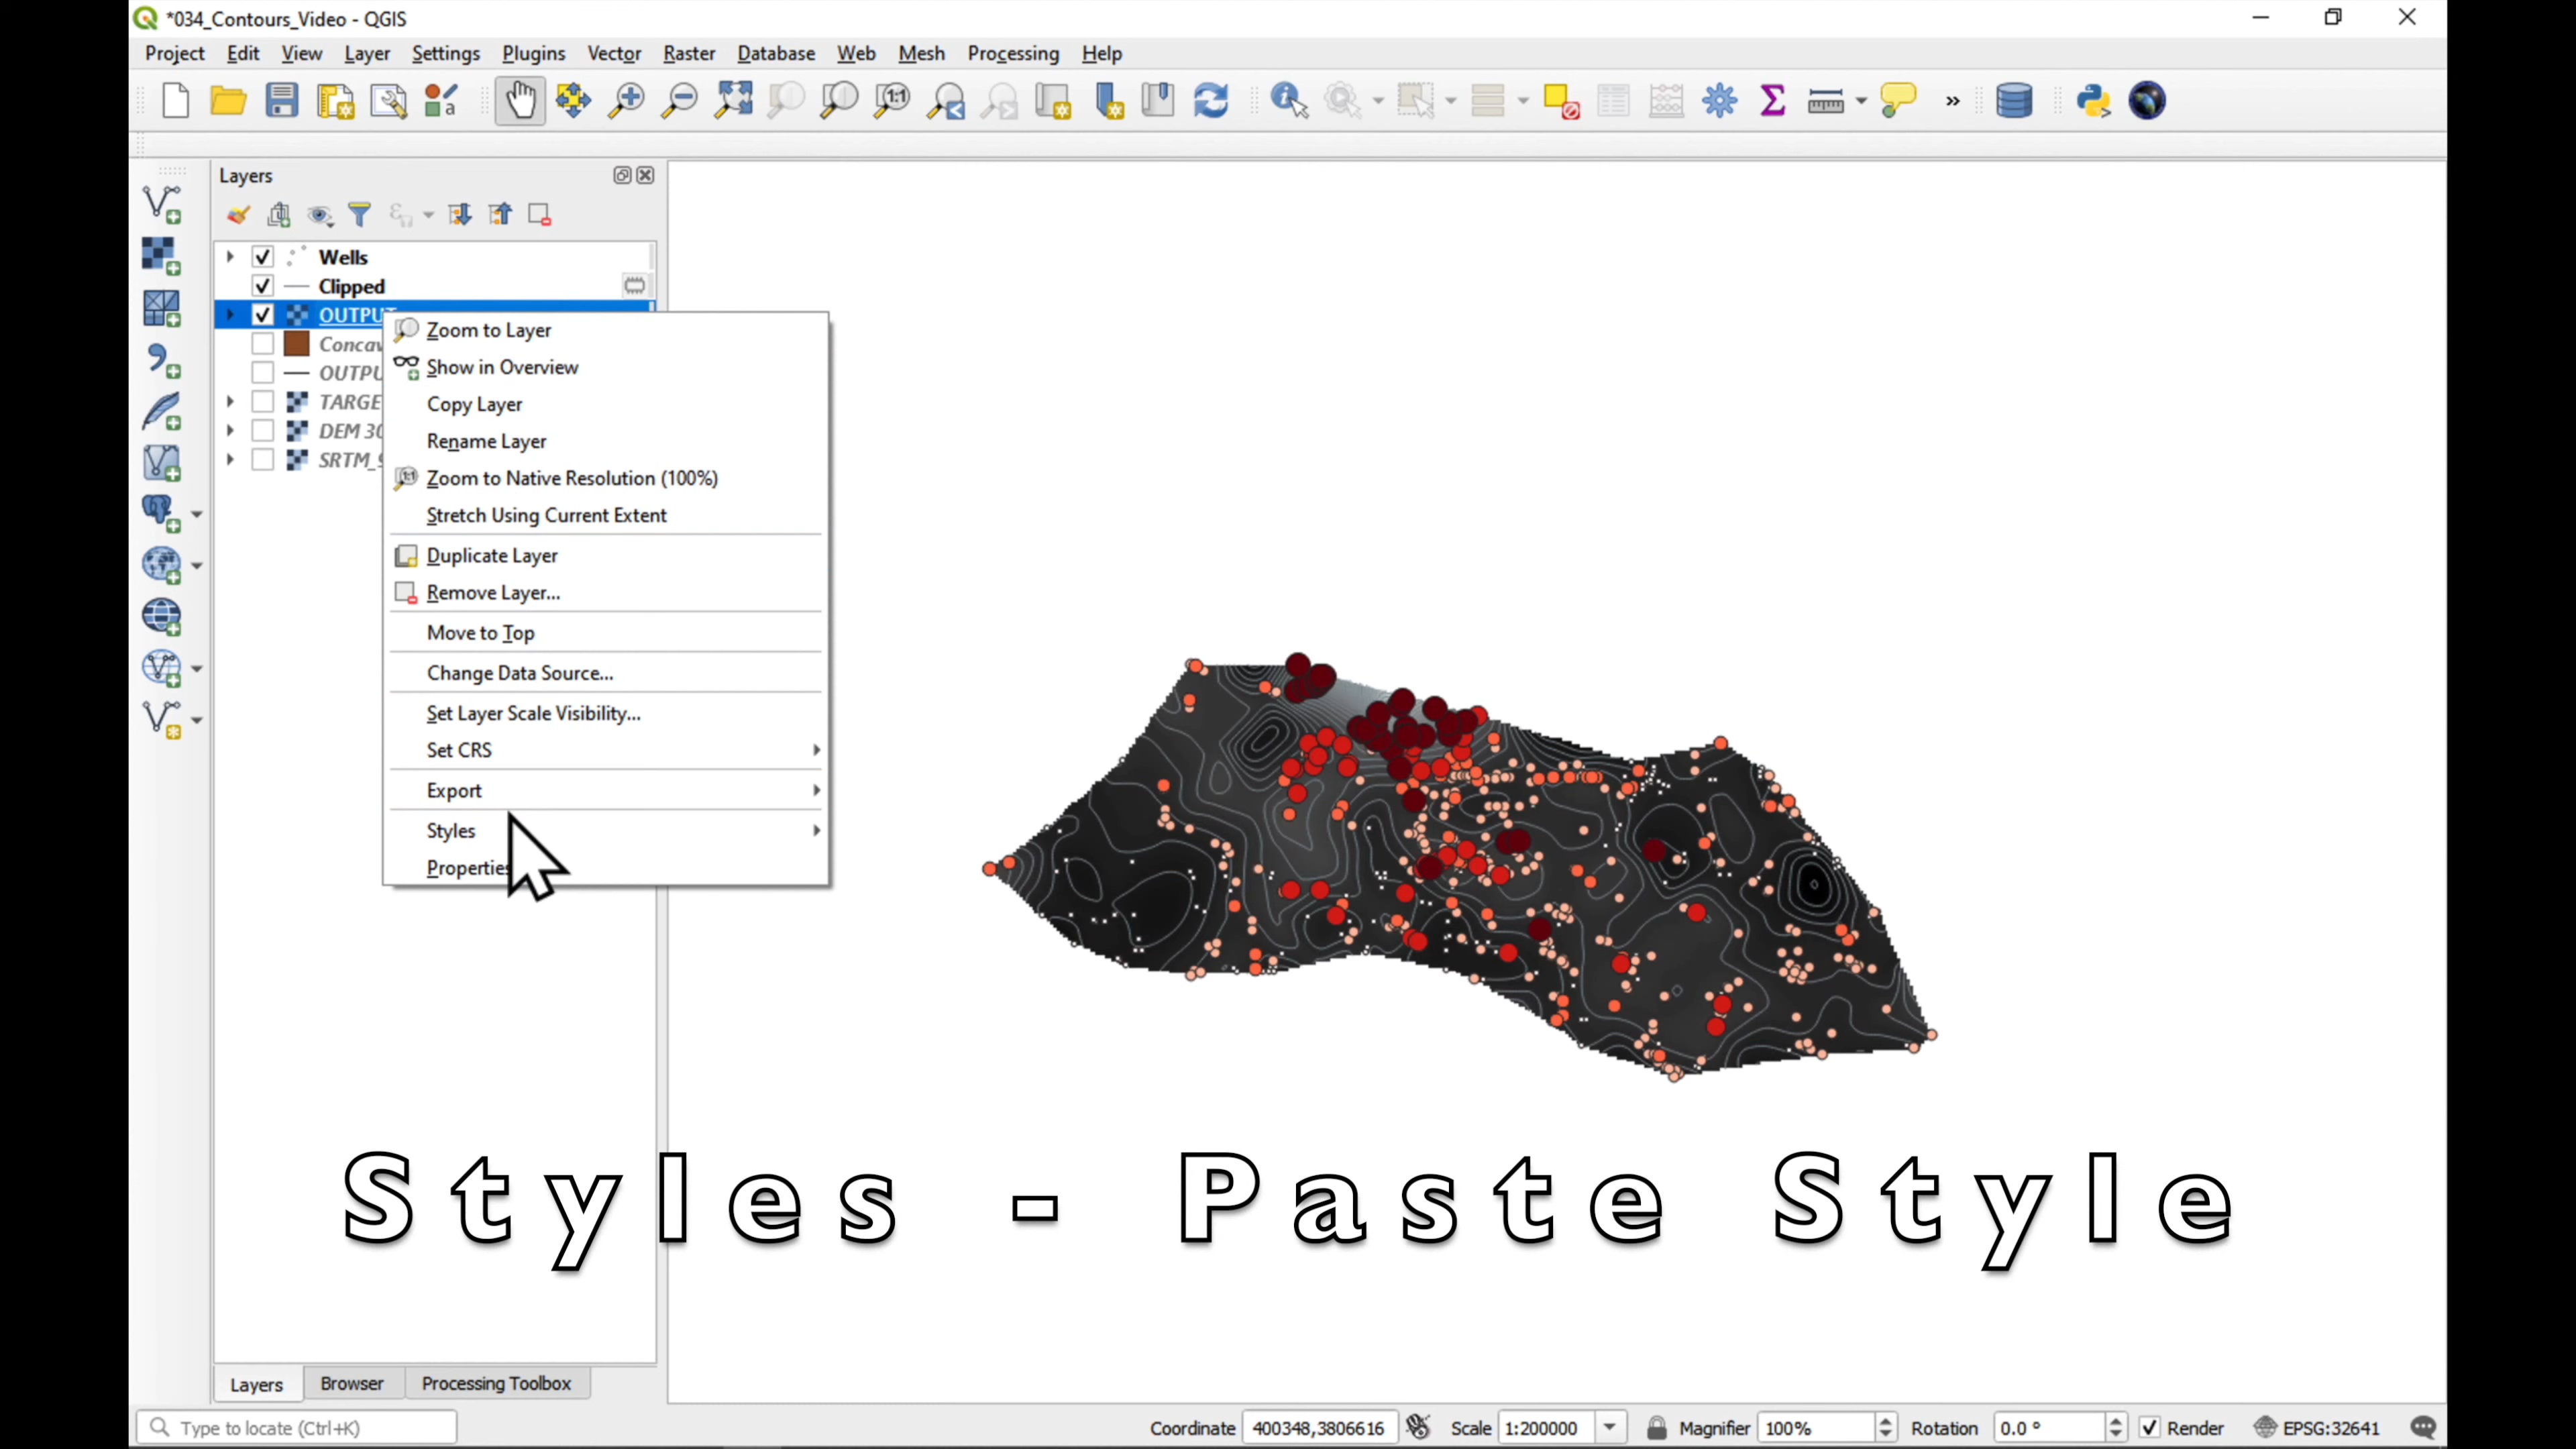 *034_Contours_Video - QGIS
Project Edit View Layer Settings Plugins Vector Raster Database Web Mesh Processing Help
Layers
Wells
Clipped
OUTPUT
Concav
OUTPU
TARGE
DEM 30
SRTM_9
Zoom to Layer
Show in Overview
Copy Layer
Rename Layer
Zoom to Native Resolution (100%)
Stretch Using Current Extent
Duplicate Layer
Remove Layer...
Move to Top
Change Data Source...
Set Layer Scale Visibility...
Set CRS
Export
Styles
Properties
Styles - Paste Style
Layers Browser Processing Toolbox
Type to locate (Ctrl+K) Coordinate 400348,3806616 Scale 1:200000 Magnifier 100% Rotation 0.0 ° Render EPSG:32641